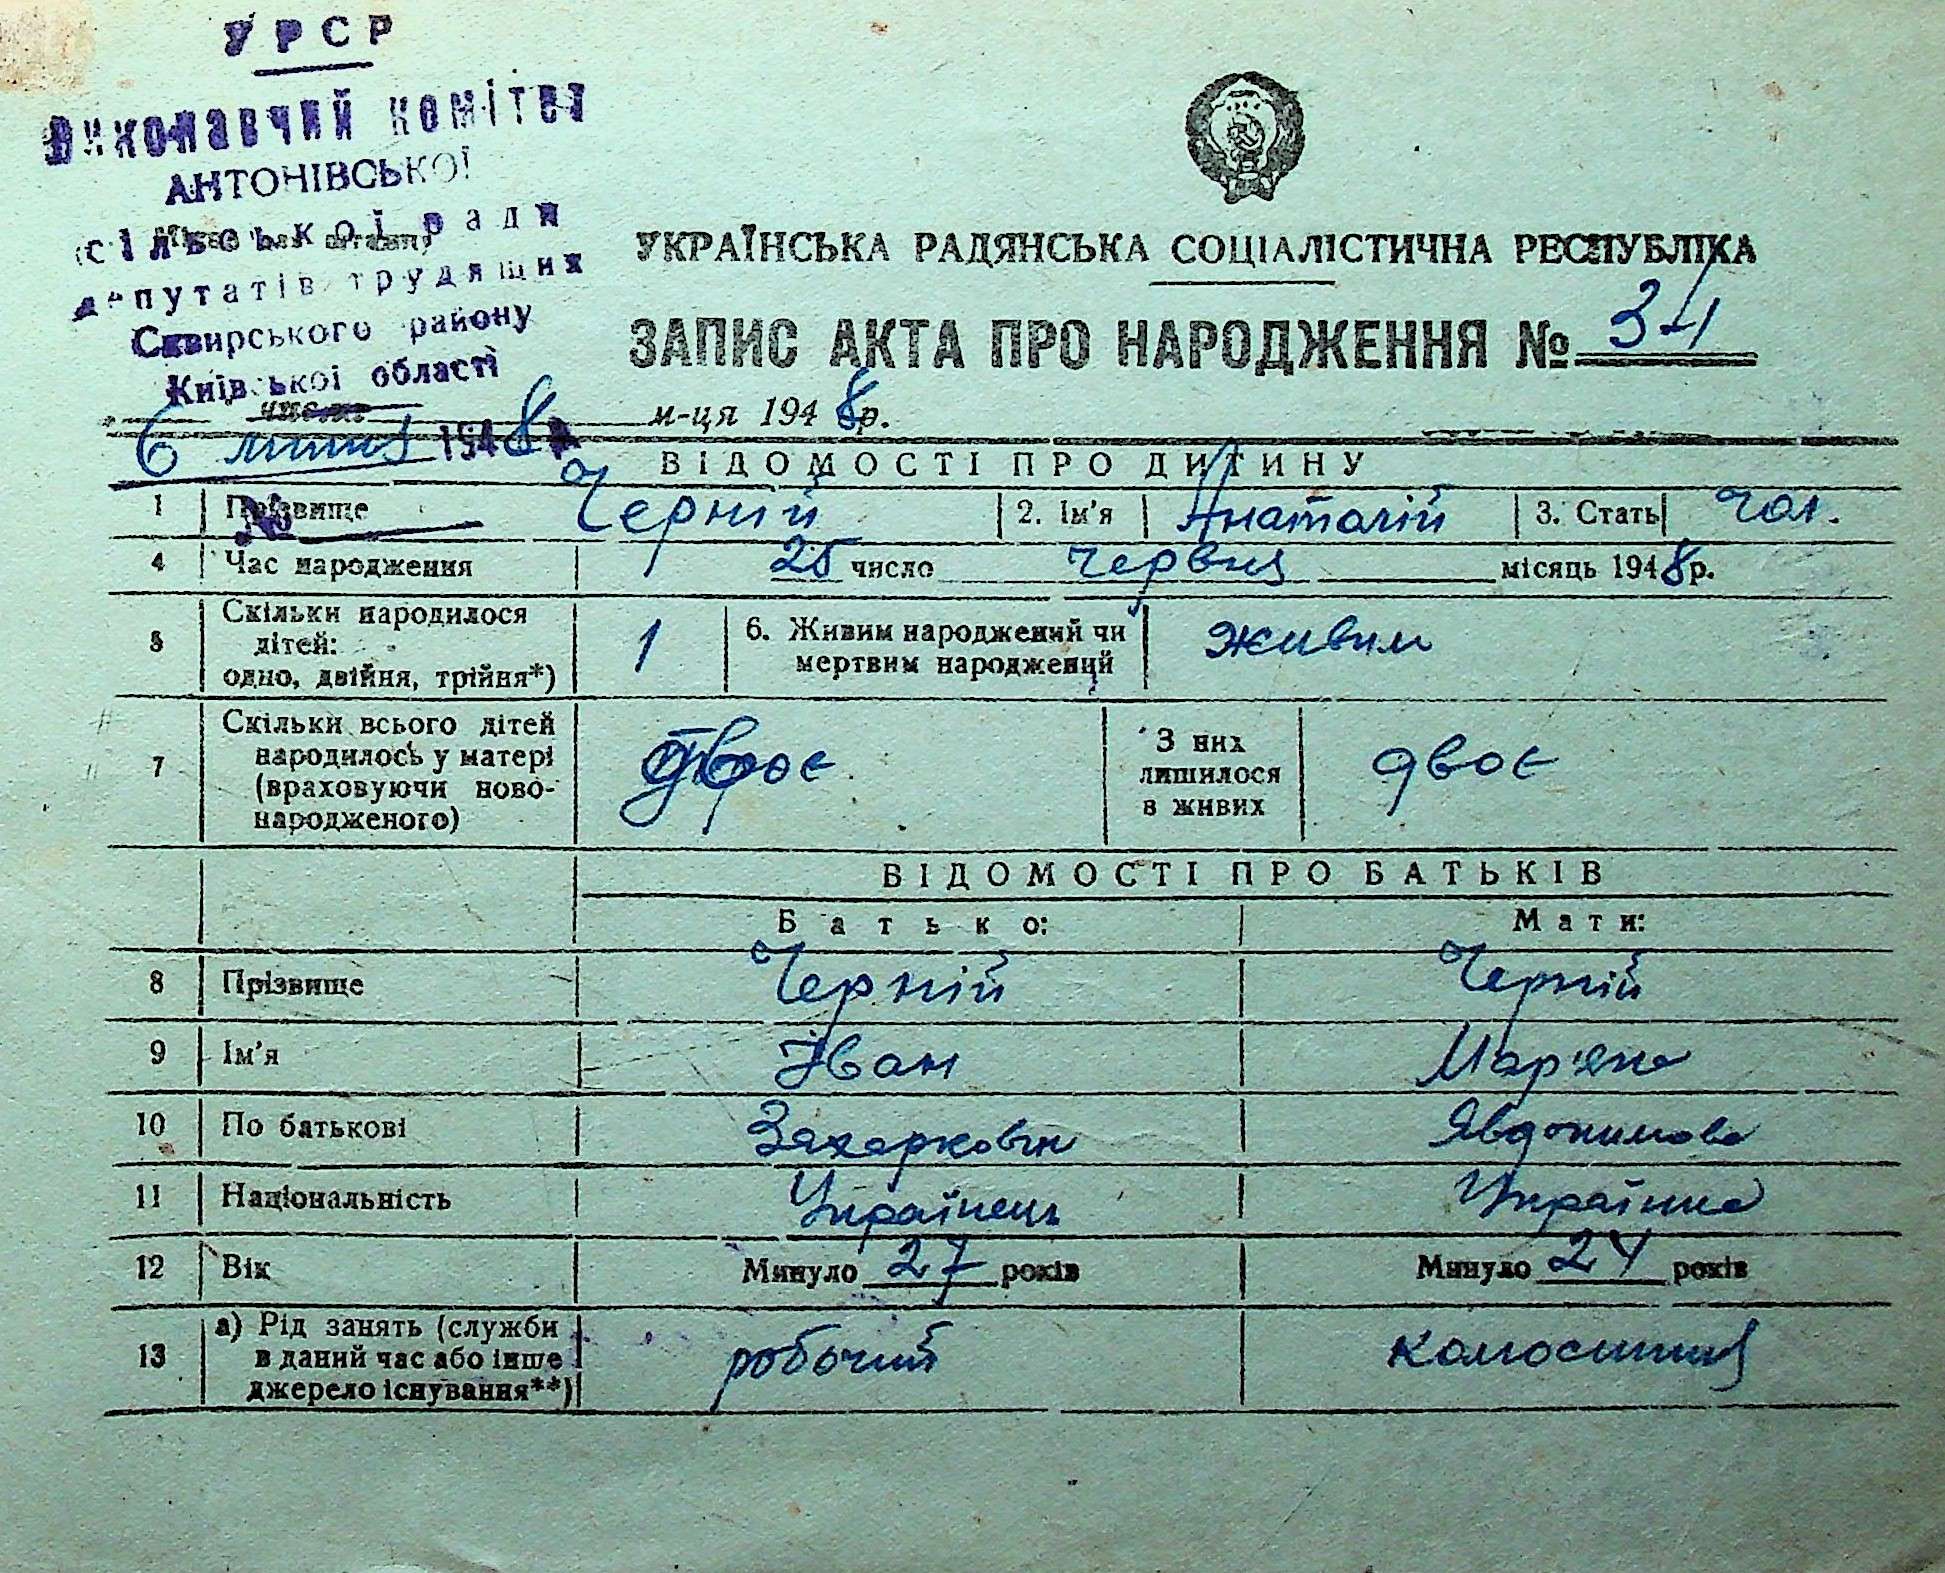 УРСР
Виконавчий комітет
АНТОНІВСЬКОЇ
сільської ради
депутатів трудящих
Сквирського району
Київської області
6 липня 1948 р.
№
УКРАЇНСЬКА РАДЯНСЬКА СОЦІАЛІСТИЧНА РЕСПУБЛІКА
ЗАПИС АКТА ПРО НАРОДЖЕННЯ № 34
число м-ця 1948 р.
ВІДОМОСТІ ПРО ДИТИНУ
1 Прізвище Черній 2. Ім'я Анатолій 3. Стать чол.
4 Час народження 25 число червня місяць 1948 р.
5 Скільки народилося дітей: одно, двійня, трійня*) 1 6. Живим народжений чи мертвим народжений живим
7 Скільки всього дітей народилось у матері (враховуючи ново-народженого) двоє З них лишилося в живих двоє
ВІДОМОСТІ ПРО БАТЬКІВ
Батько: Мати:
8 Прізвище Черній Черній
9 Ім'я Іван Мар'яна
10 По батькові Захаркович Явдокимова
11 Національність Українець Українка
12 Вік Минуло 27 років Минуло 24 років
13 а) Рід занять (служби в даний час або інше джерело існування**) робочий колгоспниця